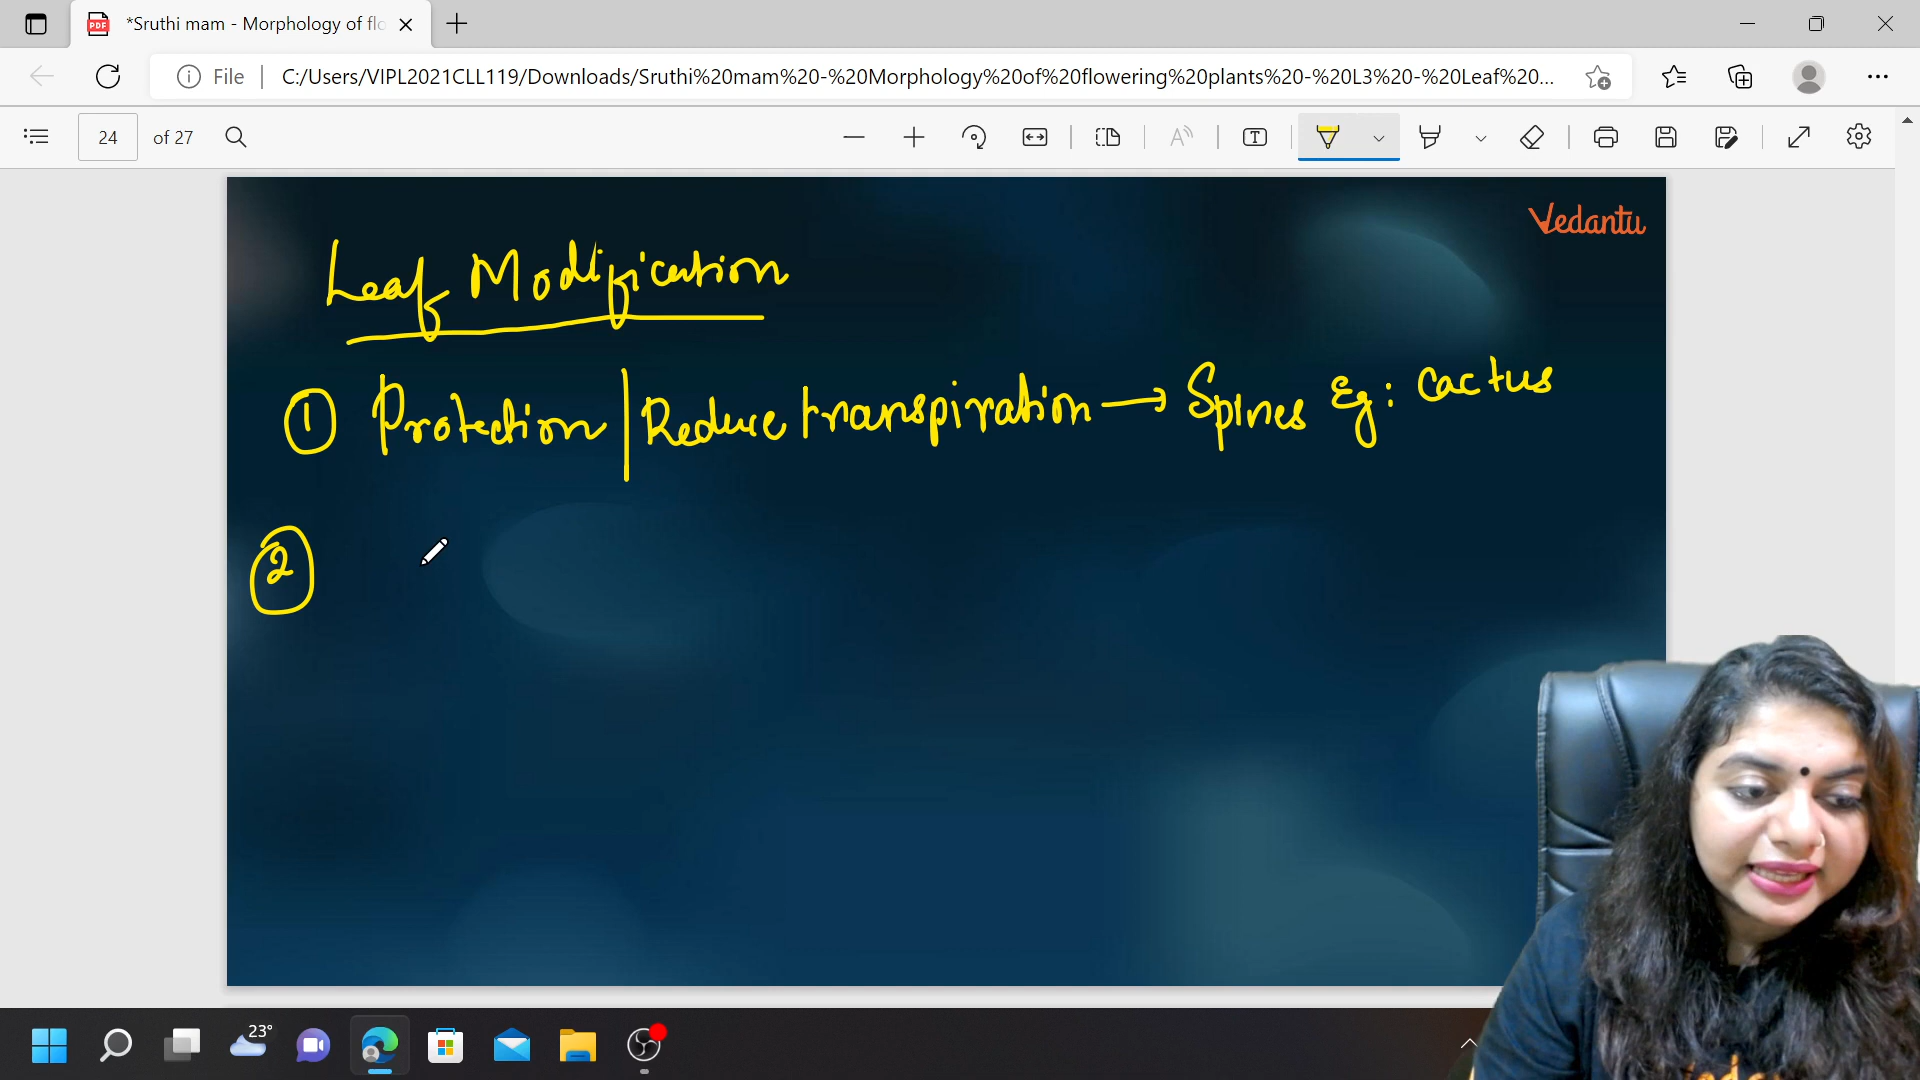 *Sruthi mam - Morphology of flo
File
C:/Users/VIPL2021CLL119/Downloads/Sruthi%20mam%20-%20Morphology%20of%20flowering%20plants%20-%20L3%20-%20Leaf%20...
24 of 27
Vedantu
Leaf Modification
① Protection | Reduce transpiration → Spines Eg: cactus
②
23°